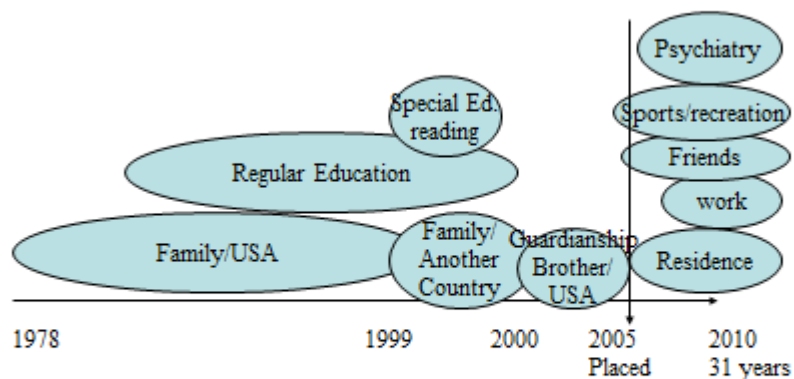 Psychiatry
Special Ed.
reading
Sports/recreation
Regular Education
Friends
work
Family/USA
Family/
Another
Country
Guardianship
Brother/
USA
Residence
1978
1999
2000
2005
Placed
2010
31 years